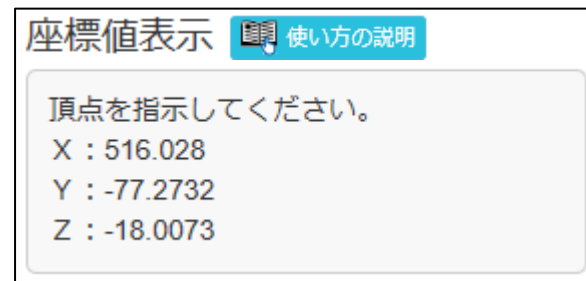 座標値表示 使い方の説明
頂点を指示してください。
X ：516.028
Y ：-77.2732
Z ：-18.0073